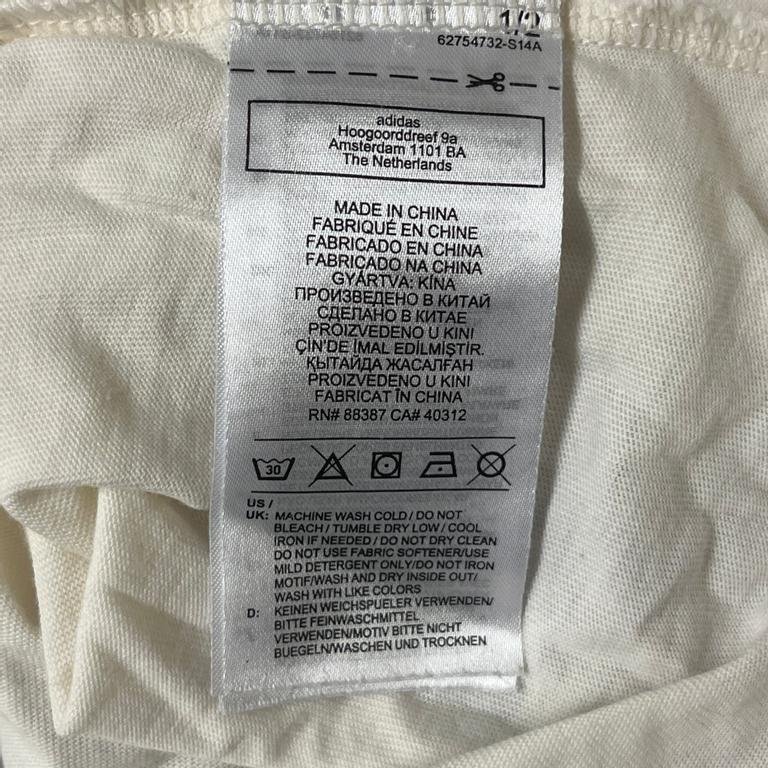 1/2
62754732-S14A
adidas
Hoogoorddreef 9a
Amsterdam 1101 BA
The Netherlands
MADE IN CHINA
FABRIQUÉ EN CHINE
FABRICADO EN CHINA
FABRICADO NA CHINA
GYÁRTVA: KÍNA
ПРОИЗВЕДЕНО В КИТАЙ
СДЕЛАНО В КИТАЕ
PROIZVEDENO U KINI
ÇİN'DE İMAL EDİLMİŞTİR.
ҚЫТАЙДА ЖАСАЛҒАН
PROIZVEDENO U KINI
FABRICAT ÎN CHINA
RN# 88387 CA# 40312
30
US /
UK: MACHINE WASH COLD / DO NOT
BLEACH / TUMBLE DRY LOW / COOL
IRON IF NEEDED / DO NOT DRY CLEAN
DO NOT USE FABRIC SOFTENER/USE
MILD DETERGENT ONLY/DO NOT IRON
MOTIF/WASH AND DRY INSIDE OUT/
WASH WITH LIKE COLORS
D: KEINEN WEICHSPUELER VERWENDEN/
BITTE FEINWASCHMITTEL
VERWENDEN/MOTIV BITTE NICHT
BUEGELN/WASCHEN UND TROCKNEN